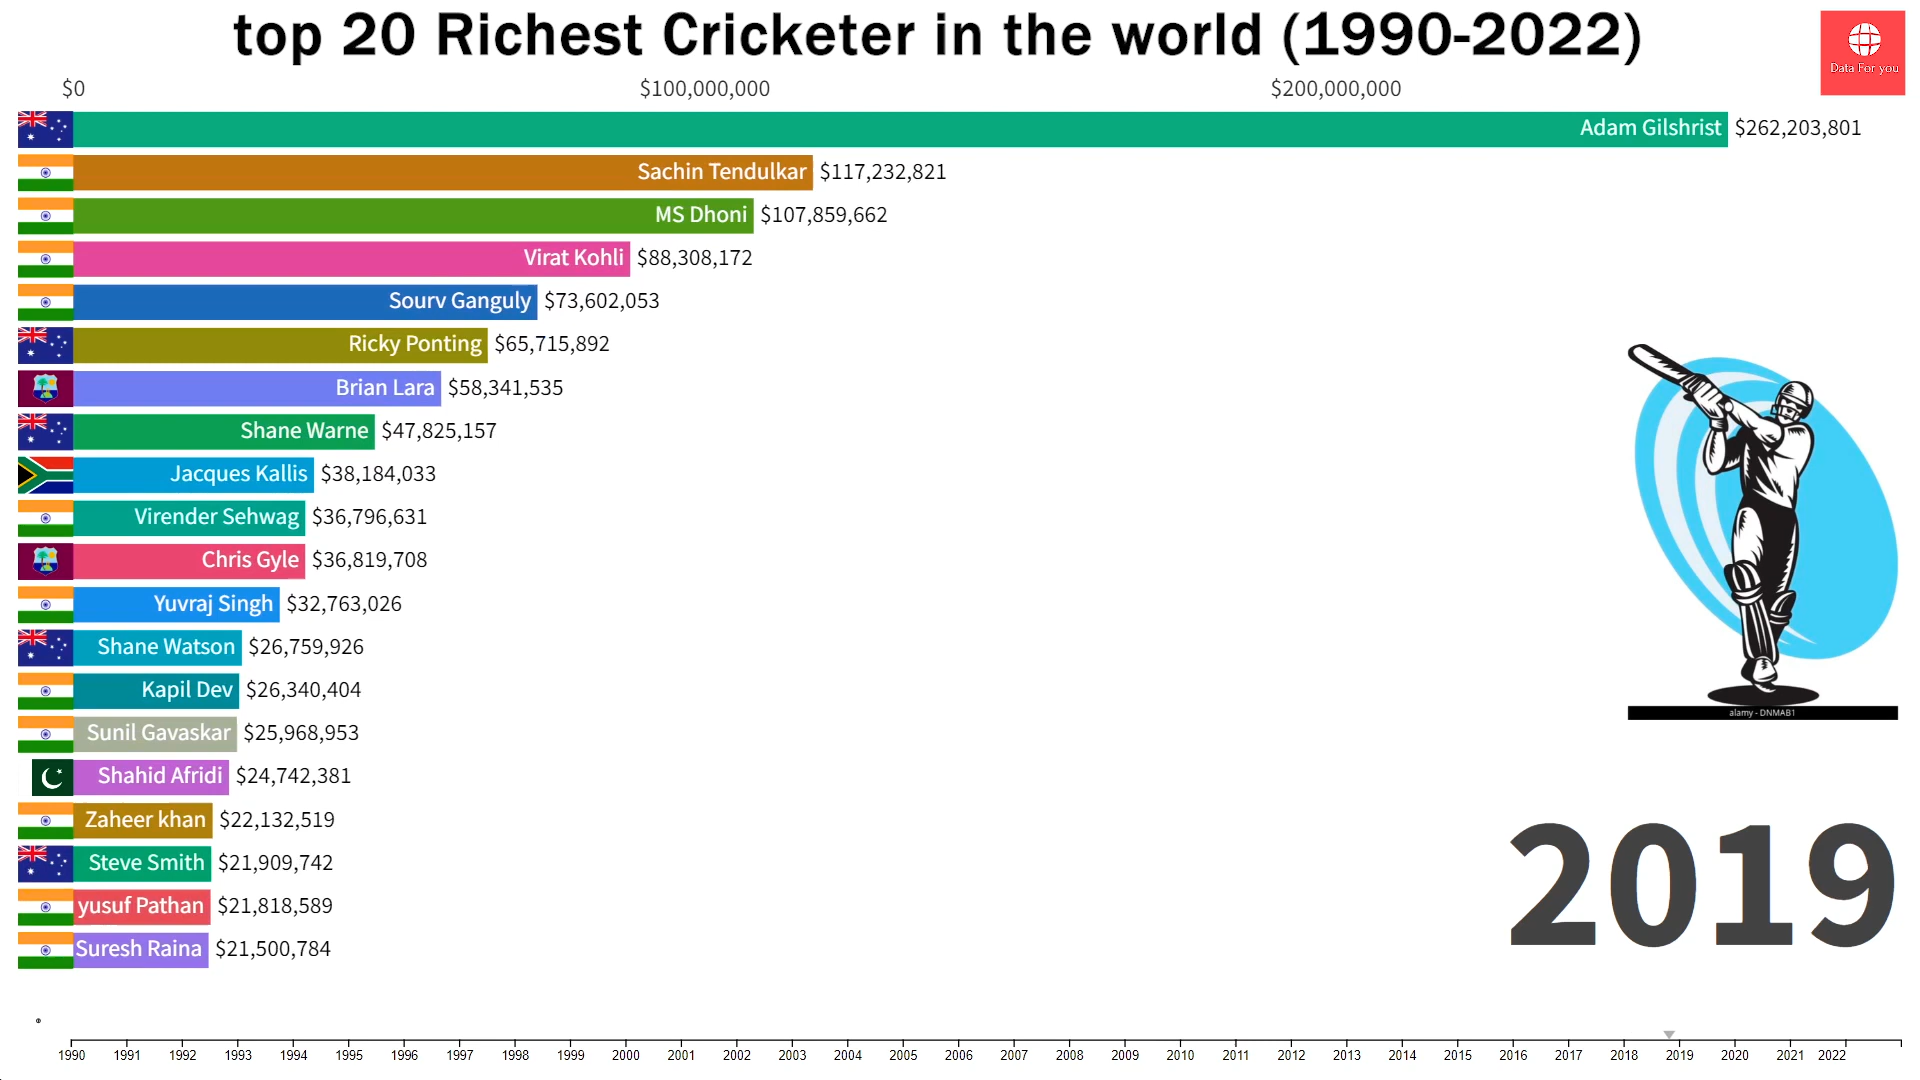 top 20 Richest Cricketer in the world (1990-2022)
Data For you
$0 $100,000,000 $200,000,000
Adam Gilshrist $262,203,801
Sachin Tendulkar $117,232,821
MS Dhoni $107,859,662
Virat Kohli $88,308,172
Sourv Ganguly $73,602,053
Ricky Ponting $65,715,892
Brian Lara $58,341,535
Shane Warne $47,825,157
Jacques Kallis $38,184,033
Virender Sehwag $36,796,631
Chris Gyle $36,819,708
Yuvraj Singh $32,763,026
Shane Watson $26,759,926
Kapil Dev $26,340,404
Sunil Gavaskar $25,968,953
Shahid Afridi $24,742,381
Zaheer khan $22,132,519
Steve Smith $21,909,742
yusuf Pathan $21,818,589
Suresh Raina $21,500,784
alamy - DNMAB1
2019
1990 1991 1992 1993 1994 1995 1996 1997 1998 1999 2000 2001 2002 2003 2004 2005 2006 2007 2008 2009 2010 2011 2012 2013 2014 2015 2016 2017 2018 2019 2020 2021 2022